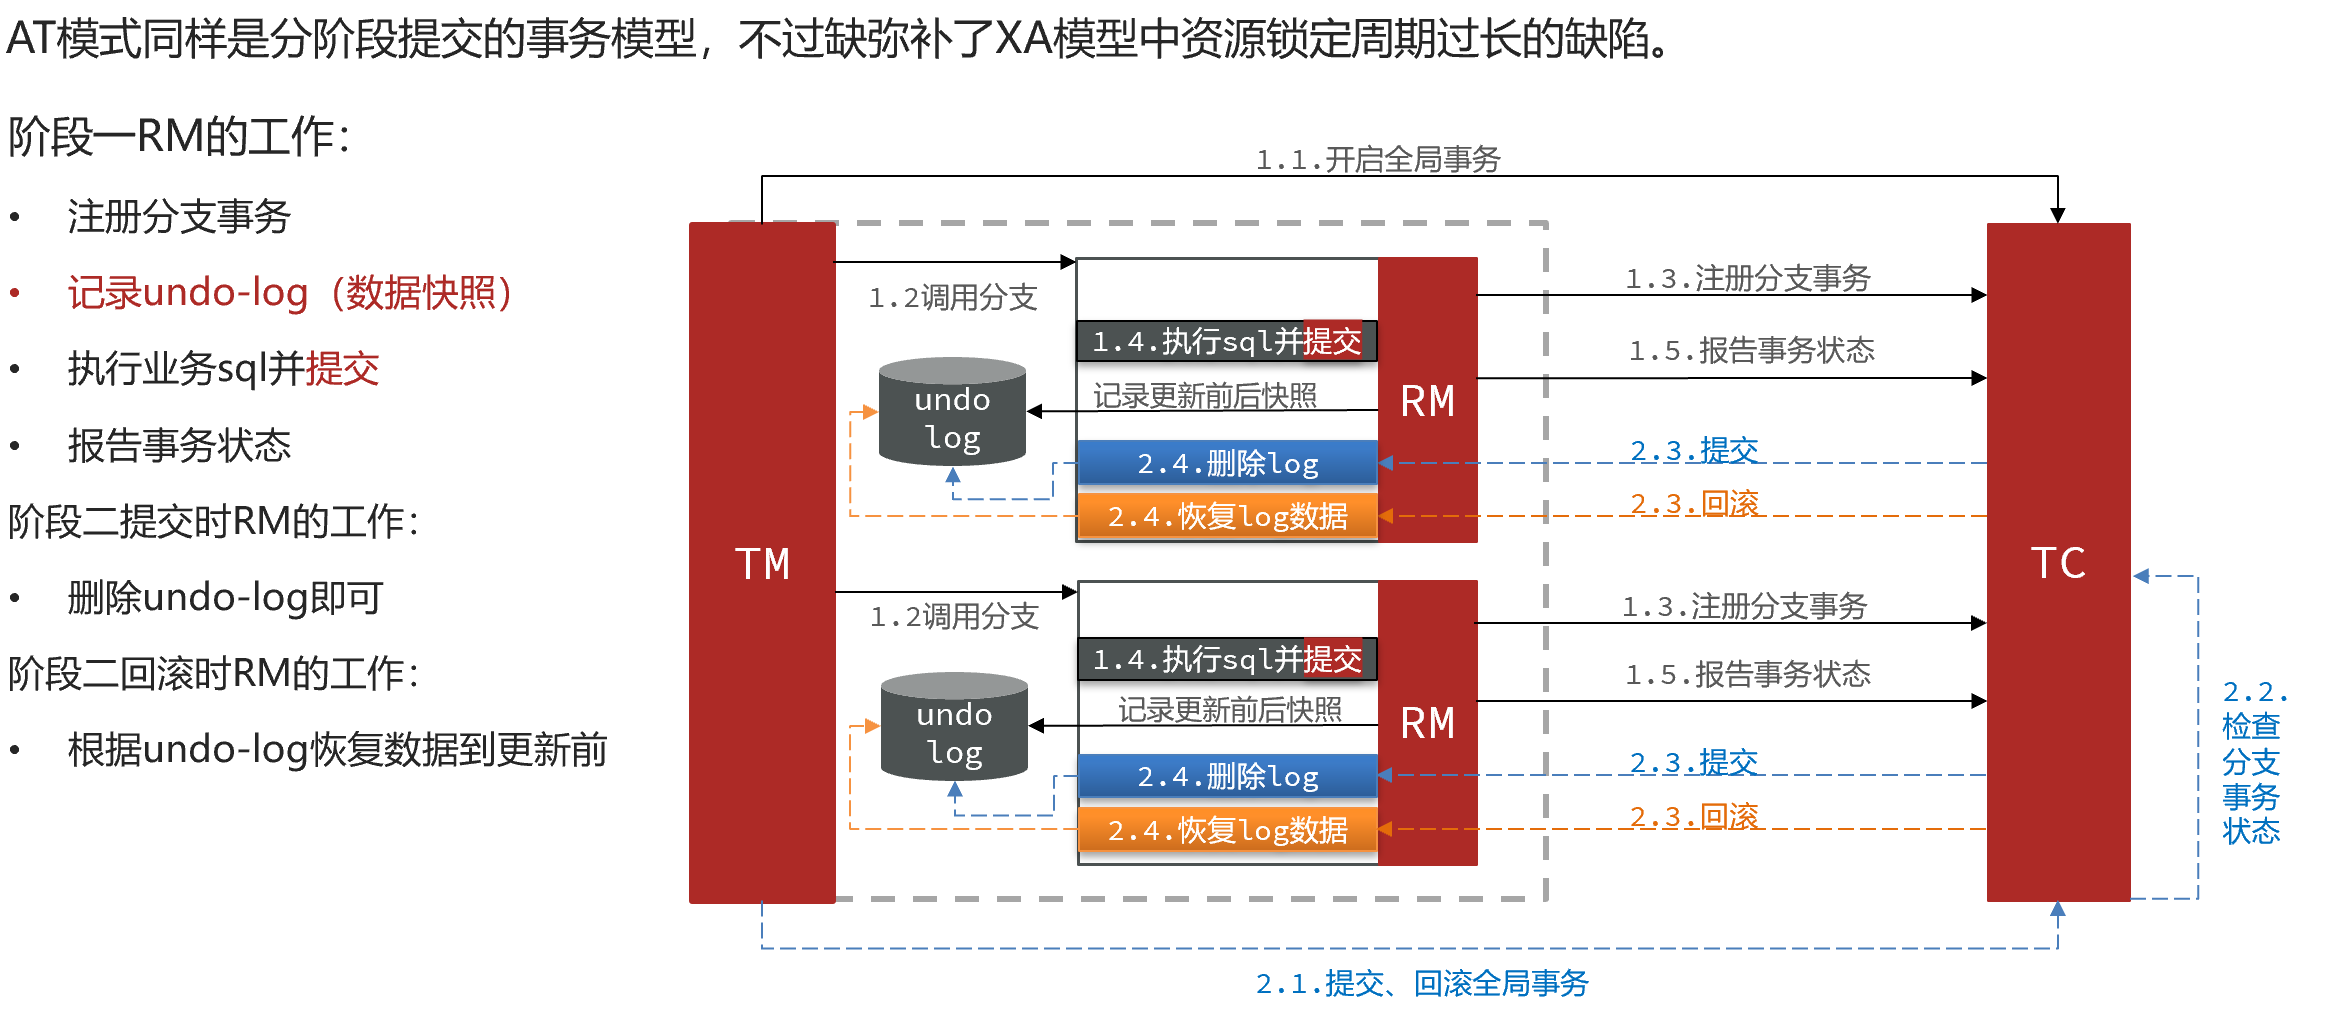 AT模式同样是分阶段提交的事务模型，不过缺弥补了XA模型中资源锁定周期过长的缺陷。
阶段一RM的工作：
• 注册分支事务
• 记录undo-log（数据快照）
• 执行业务sql并提交
• 报告事务状态
阶段二提交时RM的工作：
• 删除undo-log即可
阶段二回滚时RM的工作：
• 根据undo-log恢复数据到更新前
1.1.开启全局事务
TM
1.2调用分支
1.4.执行sql并提交
记录更新前后快照
undo
log
2.4.删除log
2.4.恢复log数据
RM
1.3.注册分支事务
1.5.报告事务状态
2.3.提交
2.3.回滚
1.2调用分支
1.4.执行sql并提交
记录更新前后快照
undo
log
2.4.删除log
2.4.恢复log数据
RM
1.3.注册分支事务
1.5.报告事务状态
2.3.提交
2.3.回滚
TC
2.2.
检查
分支
事务
状态
2.1.提交、回滚全局事务